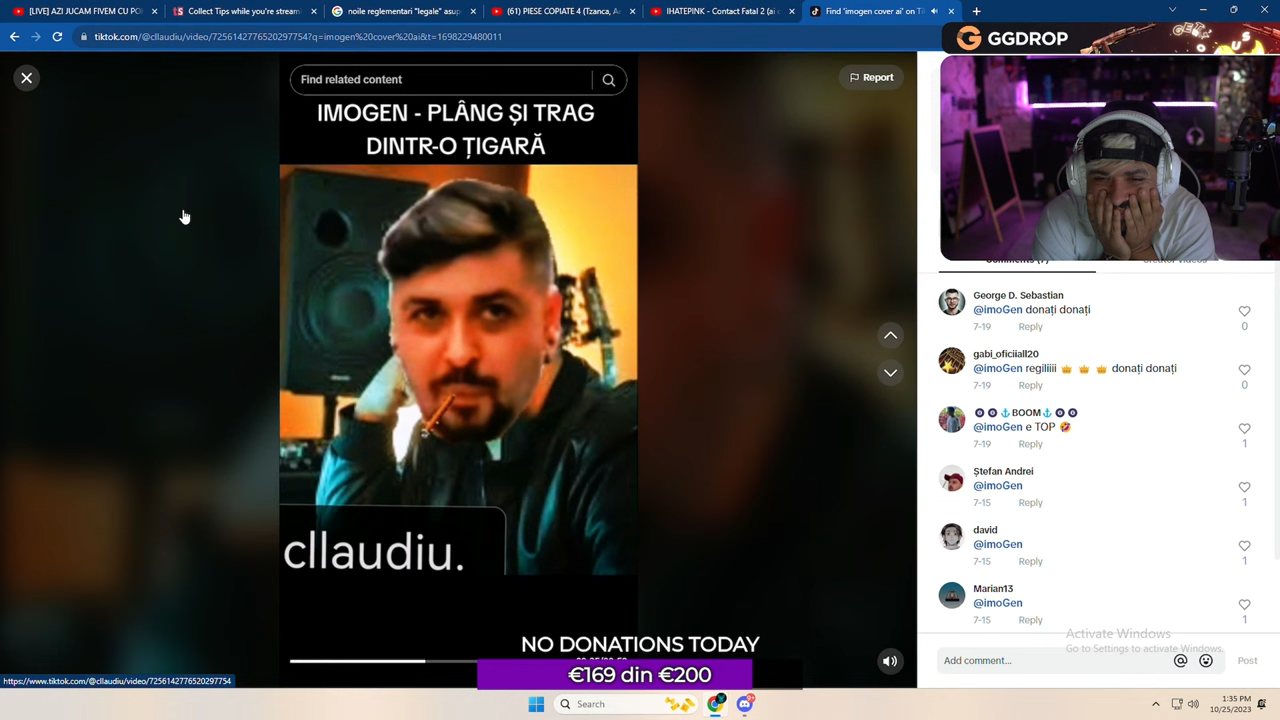 [LIVE] AZI JUCAM FIVEM CU POI
Collect Tips while you're stream
noile reglementari "legale" asup
(61) PIESE COPIATE 4 (Tzanca, A
IHATEPINK - Contact Fatal 2 (ai c
Find 'imogen cover ai' on Ti
tiktok.com/@cllaudiu/video/7256142776520297754?q=imogen%20cover%20ai&t=1698229480011
GGDROP
Find related content
Report
IMOGEN - PLÂNG ȘI TRAG
DINTR-O ȚIGARĂ
cllaudiu.
Comments (7)
Creator videos
George D. Sebastian
@imoGen donați donați
7-19 Reply
0
gabi_oficiiall20
@imoGen regiliiii 👑 👑 👑 donați donați
7-19 Reply
0
🧿🧿⚓BOOM⚓🧿🧿
@imoGen e TOP 🤣
7-19 Reply
1
Ștefan Andrei
@imoGen
7-15 Reply
1
david
@imoGen
7-15 Reply
1
Marian13
@imoGen
7-15 Reply
1
Activate Windows
Go to Settings to activate Windows.
Add comment...
Post
NO DONATIONS TODAY
€169 din €200
https://www.tiktok.com/@cllaudiu/video/7256142776520297754
Search
1:35 PM
10/25/2023